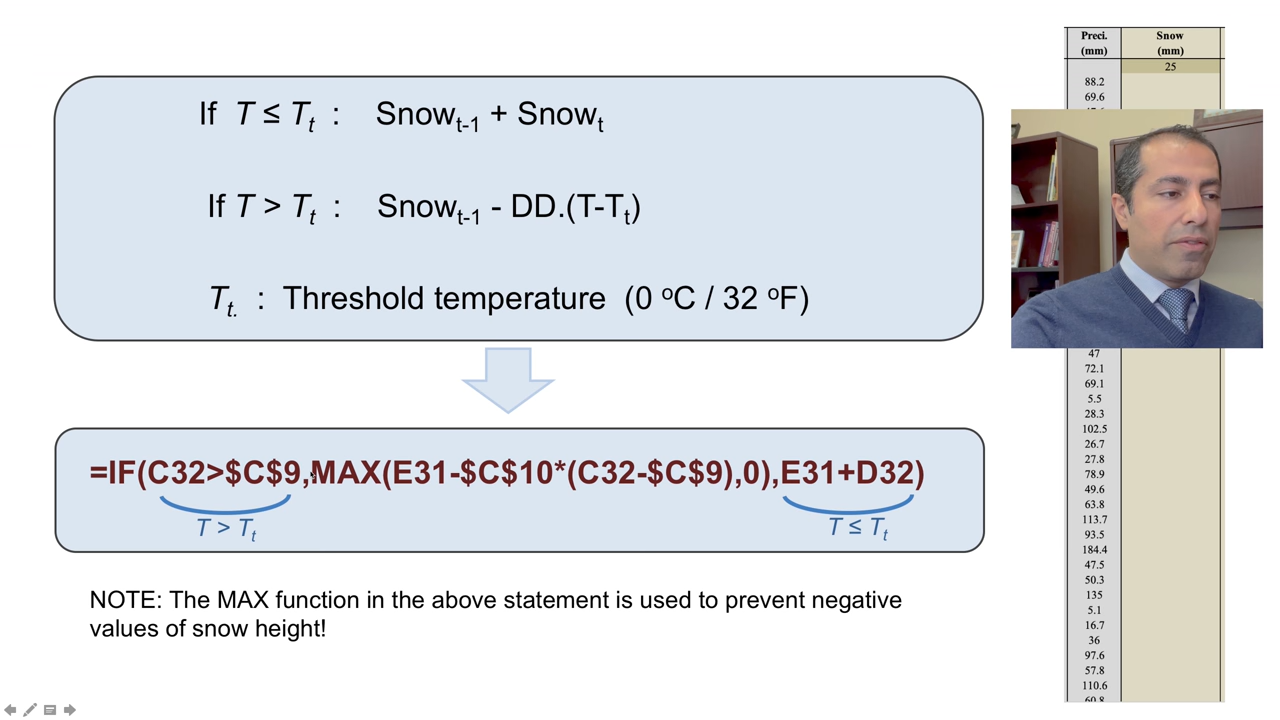 If T ≤ Tt : Snowt-1 + Snowt
If T > Tt : Snowt-1 - DD.(T-Tt)
Tt. : Threshold temperature (0 oC / 32 oF)
=IF(C32>$C$9,MAX(E31-$C$10*(C32-$C$9),0),E31+D32)
T > Tt
T ≤ Tt
NOTE: The MAX function in the above statement is used to prevent negative
values of snow height!
Preci.
(mm)
Snow
(mm)
25
88.2
69.6
47
72.1
69.1
5.5
28.3
102.5
26.7
27.8
78.9
49.6
63.8
113.7
93.5
184.4
47.5
50.3
135
5.1
16.7
36
97.6
57.8
110.6